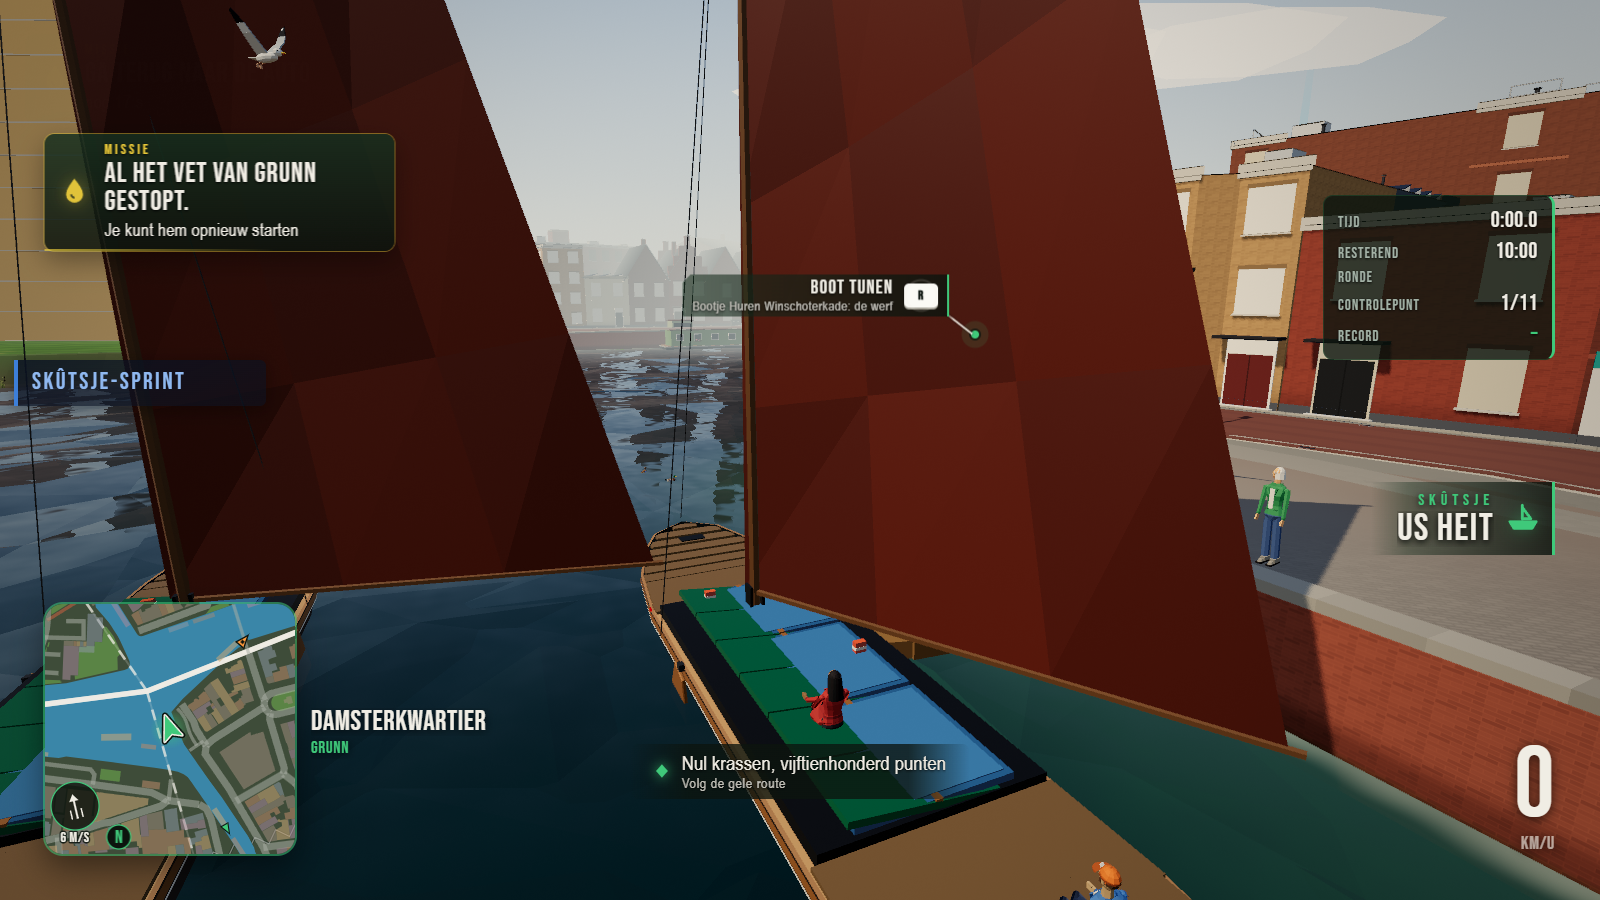 MISSIE
AL HET VET VAN GRUNN
GESTOPT.
Je kunt hem opnieuw starten
SKÛTSJE-SPRINT
BOOT TUNEN
R
Bootje Huren Winschoterkade: de werf
TIJD 0:00.0
RESTEREND 10:00
RONDE
CONTROLEPUNT 1/11
RECORD –
SKÛTSJE
US HEIT
DAMSTERKWARTIER
GRUNN
6 M/S
N
Nul krassen, vijftienhonderd punten
Volg de gele route
0
KM/U